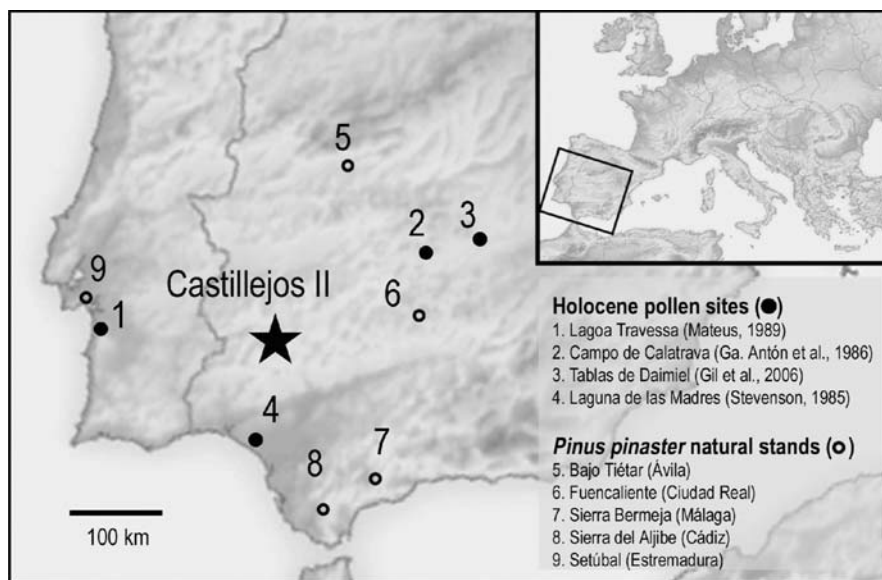 5
2
3
9
Castillejos II
6
1
4
7
8
100 km
Holocene pollen sites (●)
1. Lagoa Travessa (Mateus, 1989)
2. Campo de Calatrava (Ga. Antón et al., 1986)
3. Tablas de Daimiel (Gil et al., 2006)
4. Laguna de las Madres (Stevenson, 1985)
Pinus pinaster natural stands (o)
5. Bajo Tiétar (Ávila)
6. Fuencaliente (Ciudad Real)
7. Sierra Bermeja (Málaga)
8. Sierra del Aljibe (Cádiz)
9. Setúbal (Estremadura)